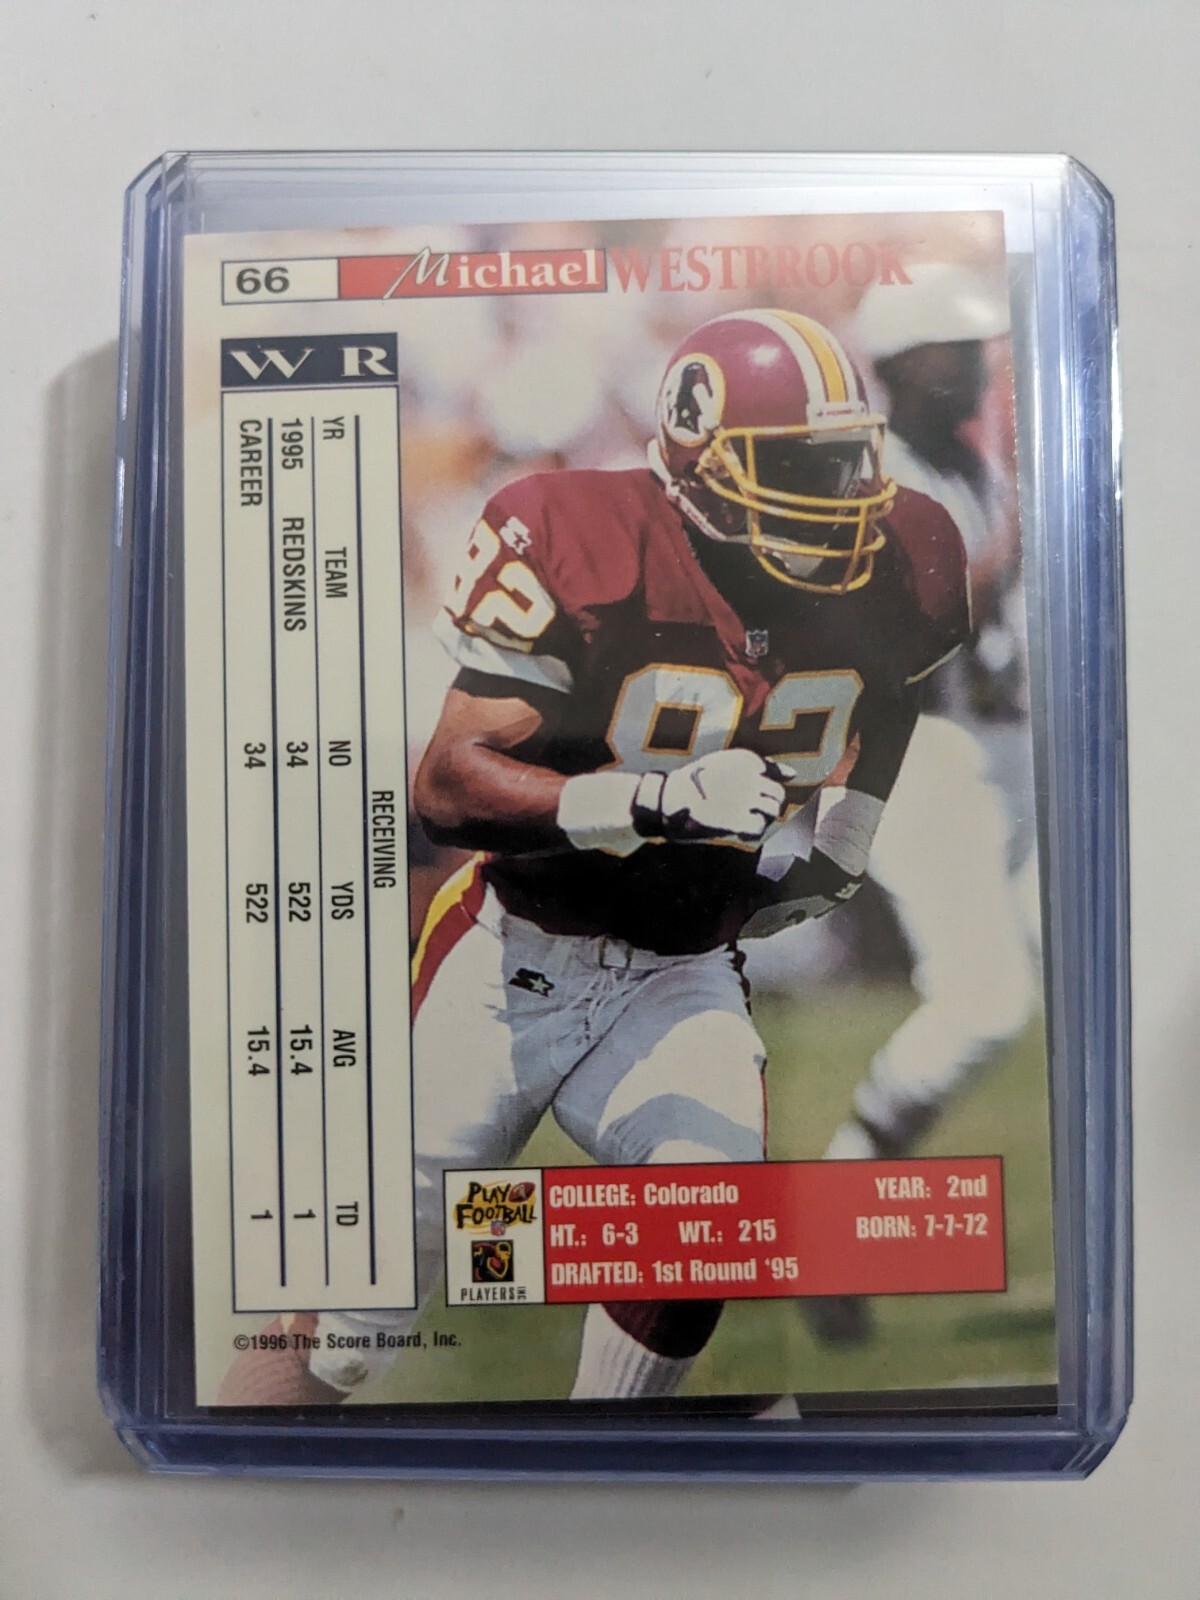 66 Michael WESTBROOK
W R
RECEIVING
YR TEAM NO YDS AVG TD
1995 REDSKINS 34 522 15.4 1
CAREER 34 522 15.4 1
82
82
PLAY FOOTBALL
NFL
PLAYERS INC
COLLEGE: Colorado YEAR: 2nd
HT.: 6-3 WT.: 215 BORN: 7-7-72
DRAFTED: 1st Round '95
©1996 The Score Board, Inc.